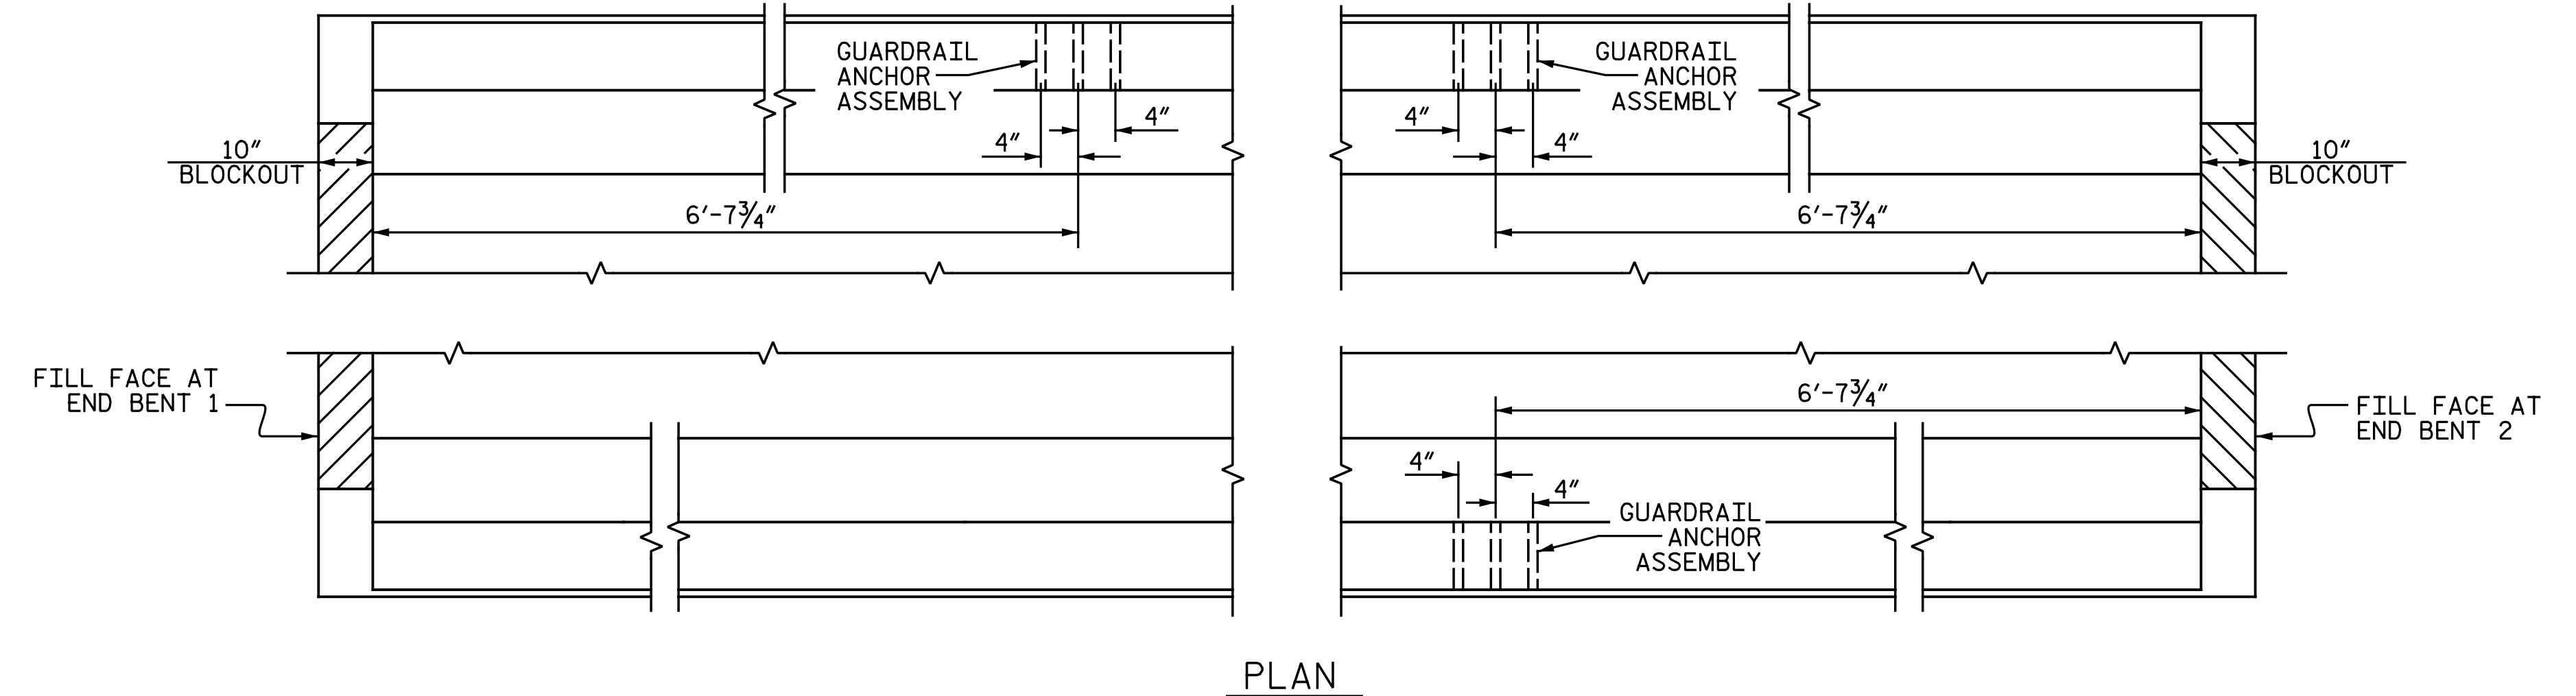 GUARDRAIL
ANCHOR
ASSEMBLY
GUARDRAIL
ANCHOR
ASSEMBLY
4″
4″
4″
4″
10″
BLOCKOUT
10″
BLOCKOUT
6′-7¾″
6′-7¾″
FILL FACE AT
END BENT 1
6′-7¾″
FILL FACE AT
END BENT 2
4″
4″
GUARDRAIL
ANCHOR
ASSEMBLY
PLAN